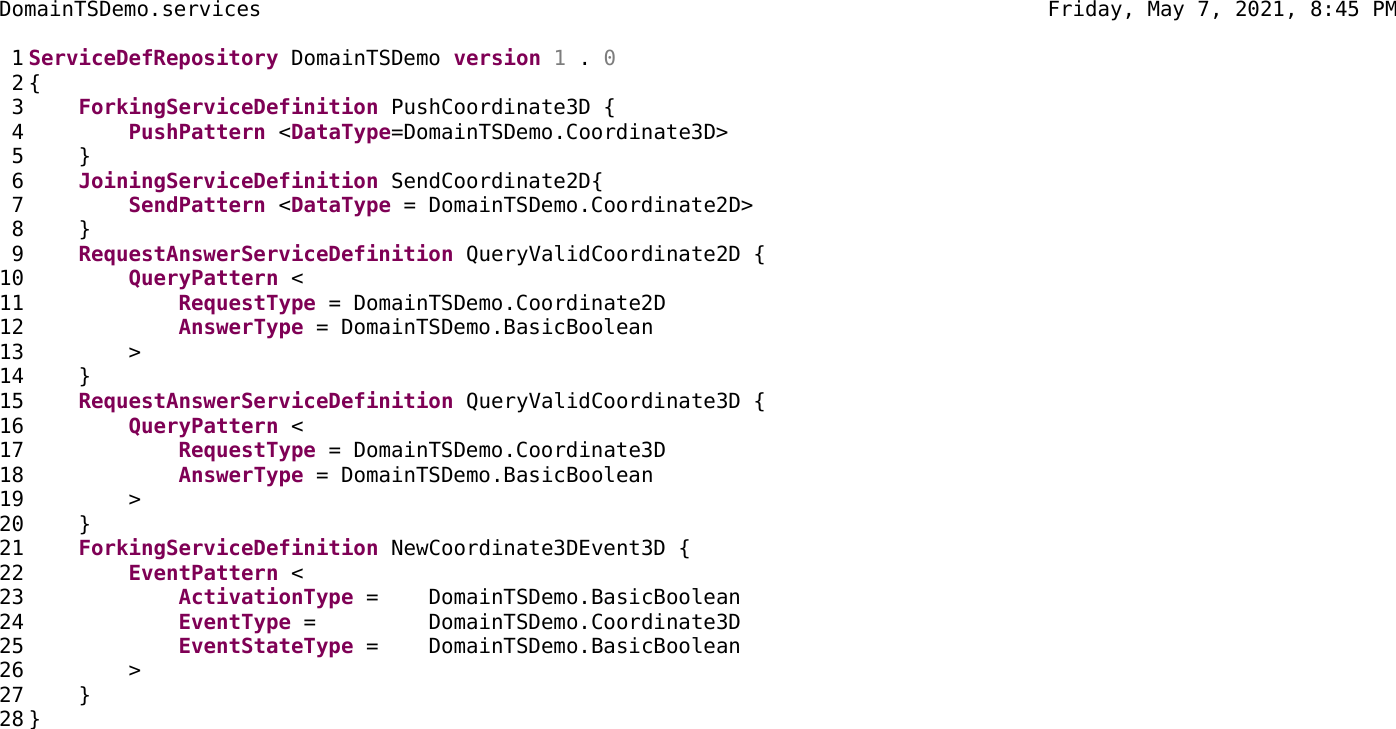 DomainTSDemo.services Friday, May 7, 2021, 8:45 PM
1 ServiceDefRepository DomainTSDemo version 1 . 0
2 {
3     ForkingServiceDefinition PushCoordinate3D {
4         PushPattern <DataType=DomainTSDemo.Coordinate3D>
5     }
6     JoiningServiceDefinition SendCoordinate2D{
7         SendPattern <DataType = DomainTSDemo.Coordinate2D>
8     }
9     RequestAnswerServiceDefinition QueryValidCoordinate2D {
10         QueryPattern <
11             RequestType = DomainTSDemo.Coordinate2D
12             AnswerType = DomainTSDemo.BasicBoolean
13         >
14     }
15     RequestAnswerServiceDefinition QueryValidCoordinate3D {
16         QueryPattern <
17             RequestType = DomainTSDemo.Coordinate3D
18             AnswerType = DomainTSDemo.BasicBoolean
19         >
20     }
21     ForkingServiceDefinition NewCoordinate3DEvent3D {
22         EventPattern <
23             ActivationType =    DomainTSDemo.BasicBoolean
24             EventType =         DomainTSDemo.Coordinate3D
25             EventStateType =    DomainTSDemo.BasicBoolean
26         >
27     }
28 }